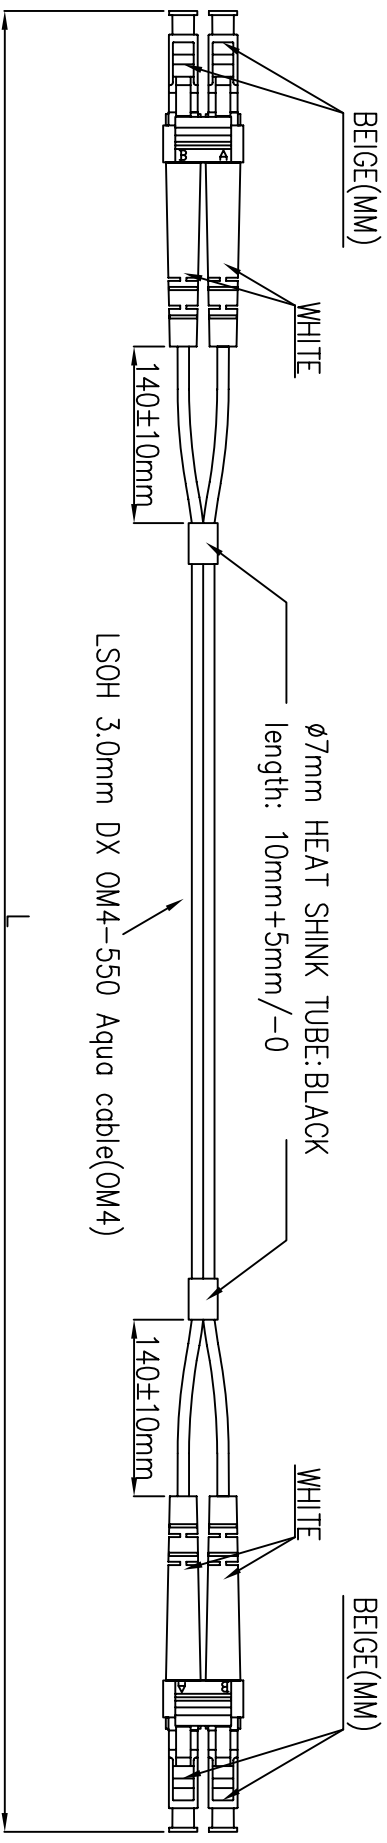 BEIGE(MM)
WHITE
B A
140±10mm
ø7mm HEAT SHINK TUBE:BLACK
length: 10mm+5mm/-0
LSOH 3.0mm DX OM4-550 Aqua cable(OM4)
L
140±10mm
WHITE
A B
BEIGE(MM)